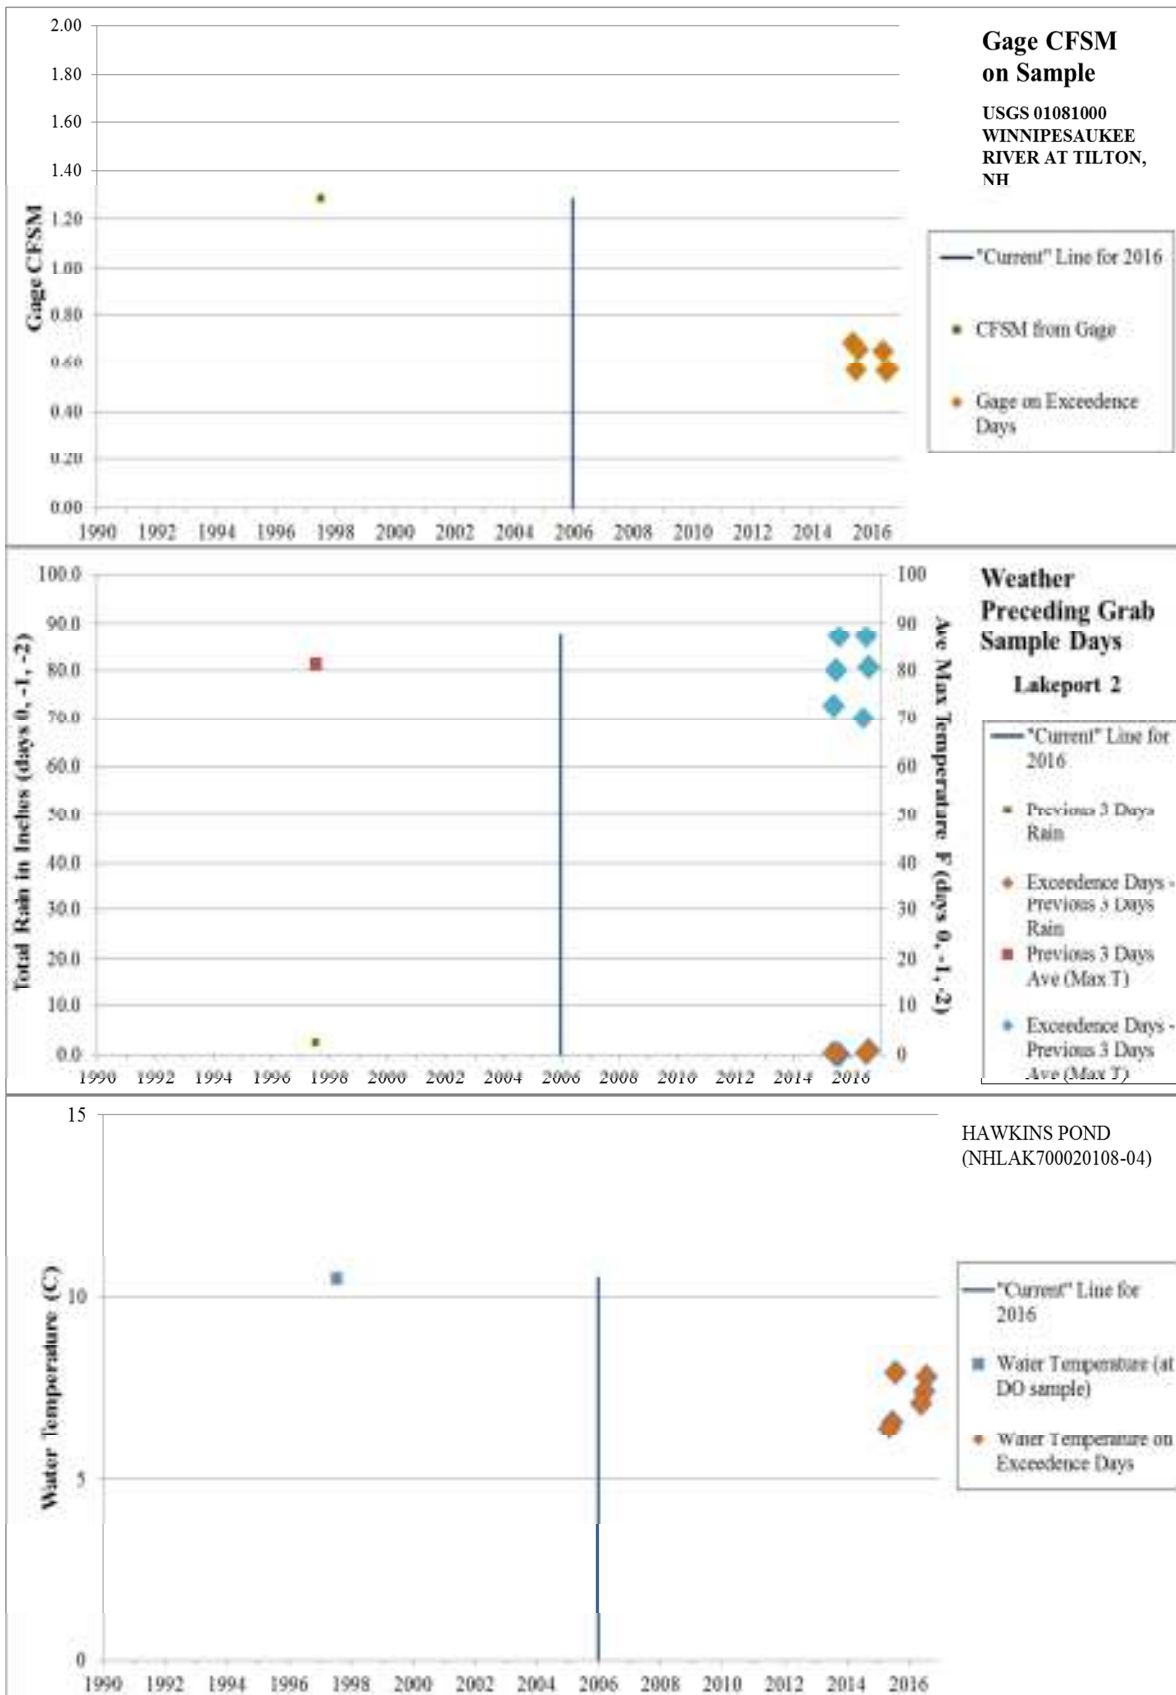 Gage CFSM
on Sample
USGS 01081000
WINNIPESAUKEE
RIVER AT TILTON,
NH
2.00
1.80
1.60
1.40
1.20
1.00
0.80
0.60
0.40
0.20
0.00
Gage CFSM
1990 1992 1994 1996 1998 2000 2002 2004 2006 2008 2010 2012 2014 2016
"Current" Line for 2016
CFSM from Gage
Gage on Exceedence
Days
Weather
Preceding Grab
Sample Days
Lakeport 2
100.0
90.0
80.0
70.0
60.0
50.0
40.0
30.0
20.0
10.0
0.0
Total Rain in Inches (days 0, -1, -2)
100
90
80
70
60
50
40
30
20
10
0
Ave Max Temperature F (days 0, -1, -2)
1990 1992 1994 1996 1998 2000 2002 2004 2006 2008 2010 2012 2014 2016
"Current" Line for
2016
Previous 3 Days
Rain
Exceedence Days -
Previous 3 Days
Rain
Previous 3 Days
Ave (Max T)
Exceedence Days -
Previous 3 Days
Ave (Max T)
HAWKINS POND
(NHLAK700020108-04)
15
10
5
0
Water Temperature (C)
1990 1992 1994 1996 1998 2000 2002 2004 2006 2008 2010 2012 2014 2016
"Current" Line for
2016
Water Temperature (at
DO sample)
Water Temperature on
Exceedence Days